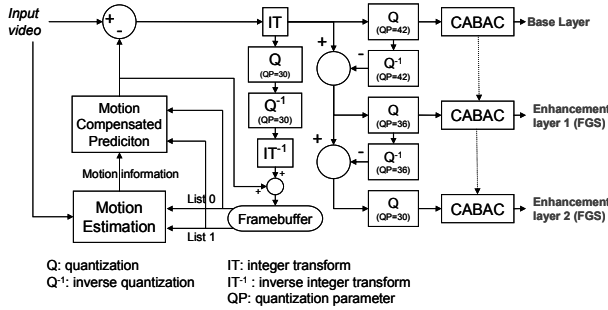 Input
video
+
-
IT
Q
(QP=42)
CABAC
Base Layer
Q
(QP=30)
+
-
Q-1
(QP=42)
Q-1
(QP=30)
Motion
Compensated
Prediciton
Q
(QP=36)
CABAC
Enhancement
layer 1 (FGS)
IT-1
+
-
Q-1
(QP=36)
Motion information
+
+
List 0
Motion
Estimation
Framebuffer
List 1
Q
(QP=30)
CABAC
Enhancement
layer 2 (FGS)
Q: quantization
IT: integer transform
Q-1: inverse quantization
IT-1 : inverse integer transform
QP: quantization parameter